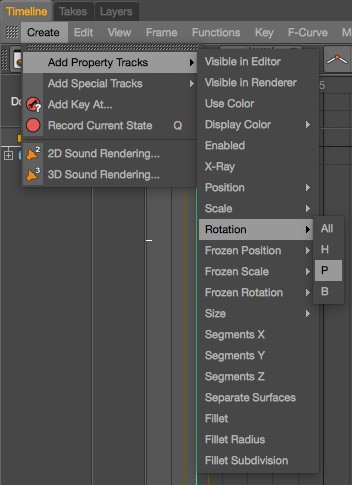 Timeline Takes Layers
Create Edit View Frame Functions Key F-Curve
Add Property Tracks
Add Special Tracks
Add Key At...
Record Current State Q
2D Sound Rendering...
3D Sound Rendering...
Visible in Editor
Visible in Renderer
Use Color
Display Color
Enabled
X-Ray
Position
Scale
Rotation
Frozen Position
Frozen Scale
Frozen Rotation
Size
Segments X
Segments Y
Segments Z
Separate Surfaces
Fillet
Fillet Radius
Fillet Subdivision
All
H
P
B